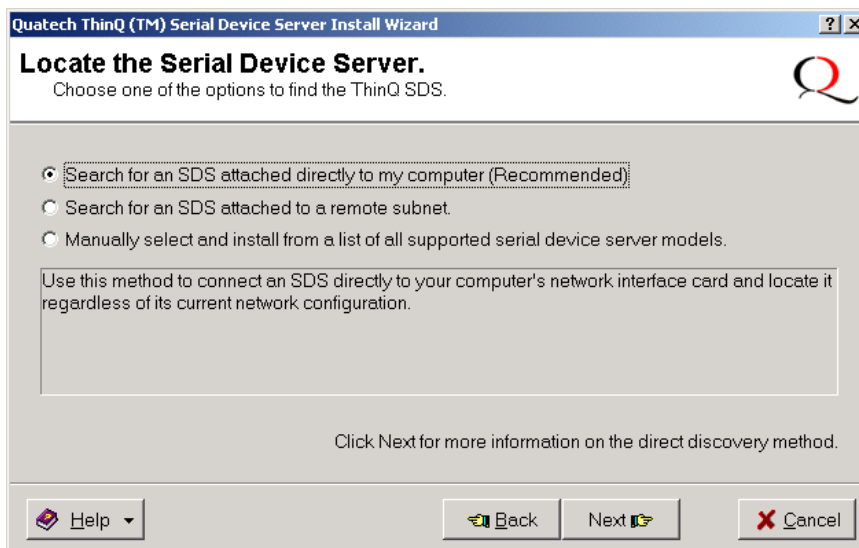 Quatech ThinQ (TM) Serial Device Server Install Wizard
Locate the Serial Device Server.
Choose one of the options to find the ThinQ SDS.
Search for an SDS attached directly to my computer (Recommended)
Search for an SDS attached to a remote subnet.
Manually select and install from a list of all supported serial device server models.
Use this method to connect an SDS directly to your computer's network interface card and locate it
regardless of its current network configuration.
Click Next for more information on the direct discovery method.
Help Back Next Cancel